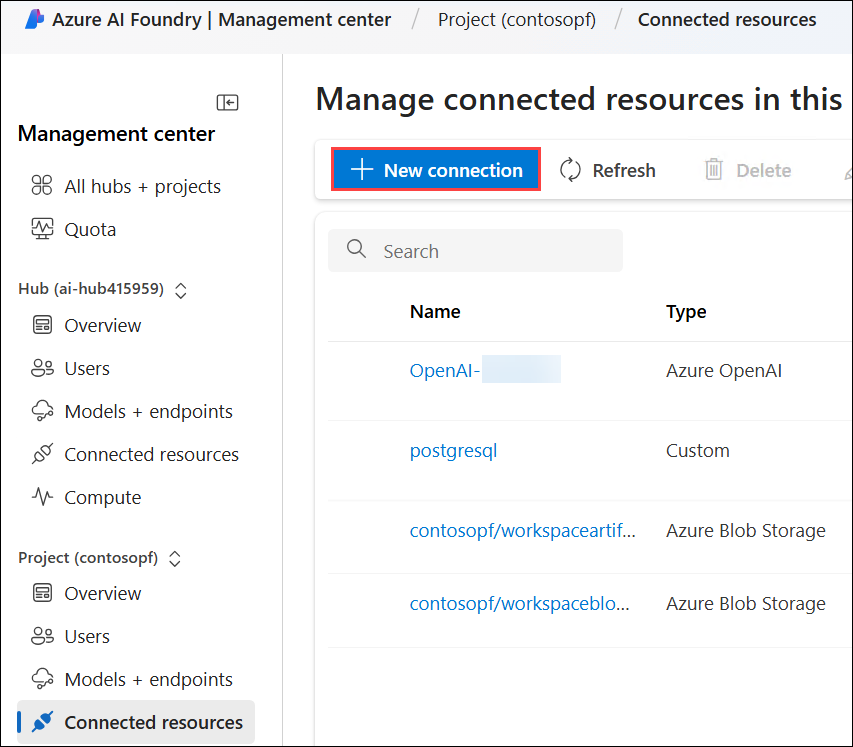 Azure AI Foundry | Management center / Project (contosopf) / Connected resources
Management center
All hubs + projects
Quota
Hub (ai-hub415959)
Overview
Users
Models + endpoints
Connected resources
Compute
Project (contosopf)
Overview
Users
Models + endpoints
Connected resources
Manage connected resources in this
New connection Refresh Delete
Search
Name Type
OpenAI- Azure OpenAI
postgresql Custom
contosopf/workspaceartif... Azure Blob Storage
contosopf/workspaceblo... Azure Blob Storage